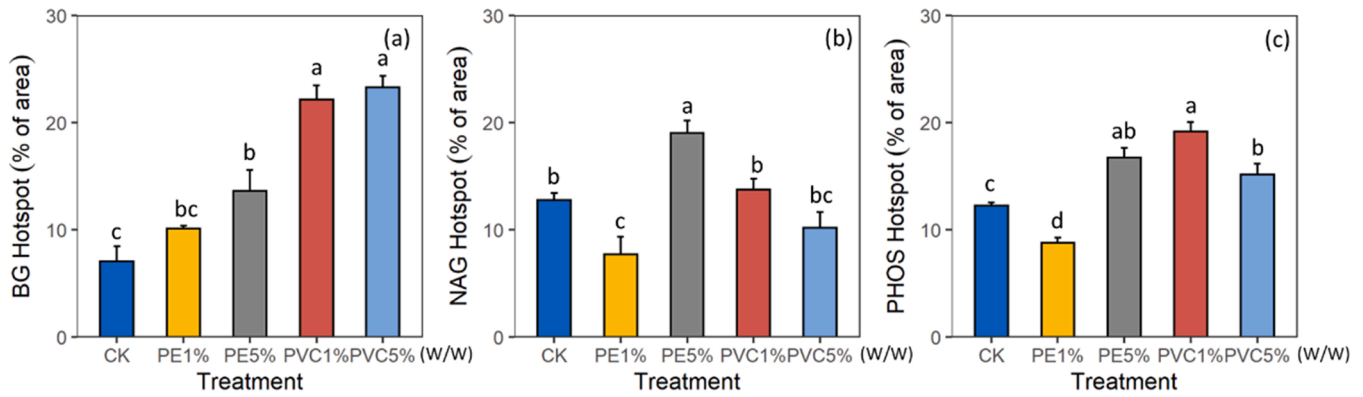 BG Hotspot (% of area)
30
20
10
0
(a)
c
bc
b
a
a
CK PE1% PE5% PVC1% PVC5% (W/W)
Treatment
NAG Hotspot (% of area)
30
20
10
0
(b)
b
c
a
b
bc
CK PE1% PE5% PVC1% PVC5% (W/W)
Treatment
PHOS Hotspot (% of area)
30
20
10
0
(c)
c
d
ab
a
b
CK PE1% PE5% PVC1% PVC5% (W/W)
Treatment